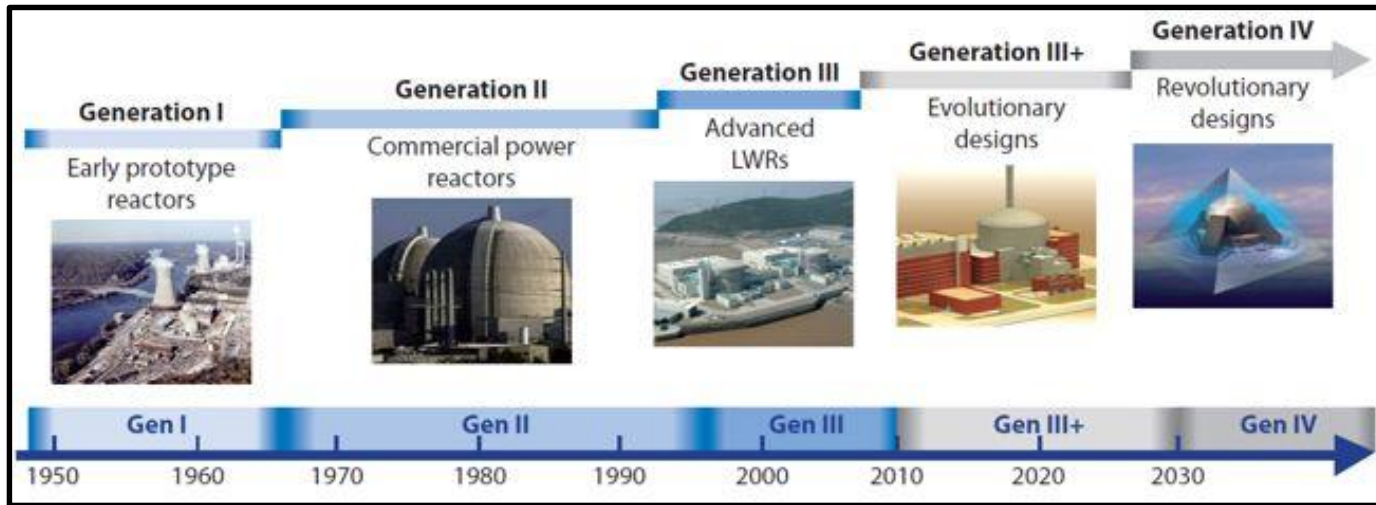 Generation I
Early prototype
reactors
Generation II
Commercial power
reactors
Generation III
Advanced
LWRs
Generation III+
Evolutionary
designs
Generation IV
Revolutionary
designs
Gen I
Gen II
Gen III
Gen III+
Gen IV
1950 1960 1970 1980 1990 2000 2010 2020 2030